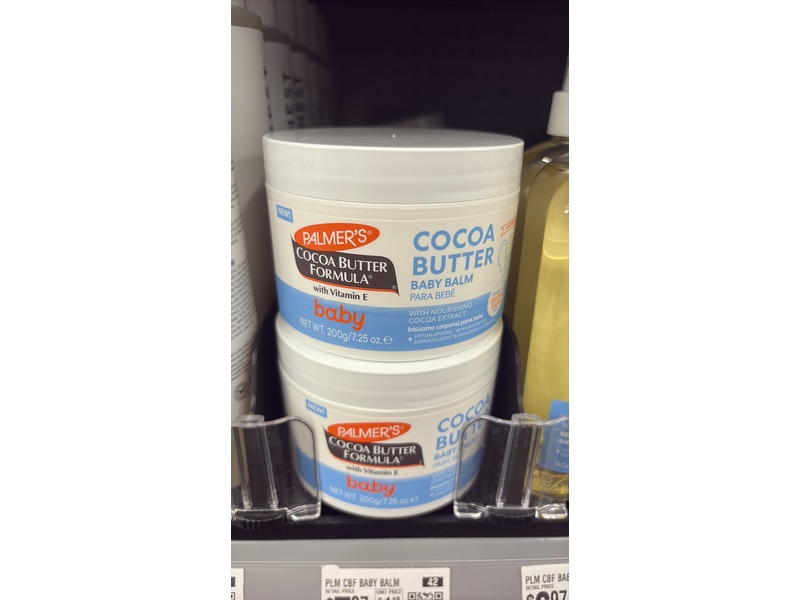 NEW!
PALMER'S®
COCOA BUTTER
FORMULA®
with Vitamin E
baby
NET WT. 200g/7.25 oz. ℮
COCOA
BUTTER
BABY BALM
PARA BEBÉ
WITH NOURISHING
COCOA EXTRACT
bálsamo corporal para bebé
NEW!
PALMER'S®
COCOA BUTTER
FORMULA®
with Vitamin E
baby
NET WT. 200g/7.25 oz. ℮
COCOA
BUTTER
BABY
PARA
PLM CBF BABY BALM
42
RETAIL PRICE
UNIT PRICE
PLM CBF BAB
RETAIL PRICE